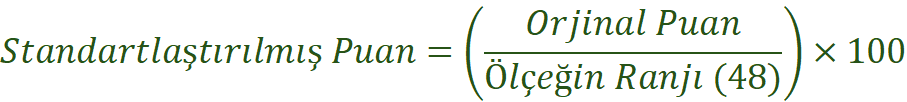 Standartlaştırılmış Puan = (Orjinal Puan / Ölçeğin Ranjı (48)) × 100